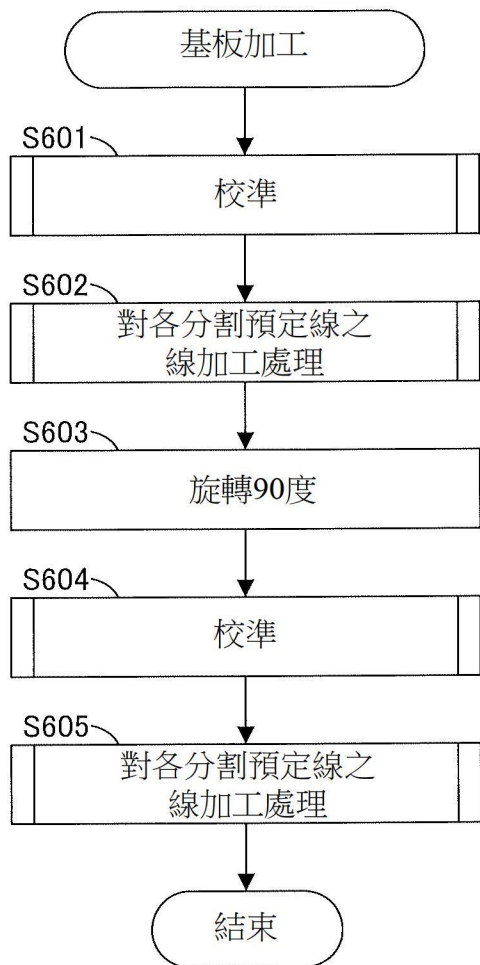 基板加工
S601
校準
S602
對各分割預定線之
線加工處理
S603
旋轉90度
S604
校準
S605
對各分割預定線之
線加工處理
結束